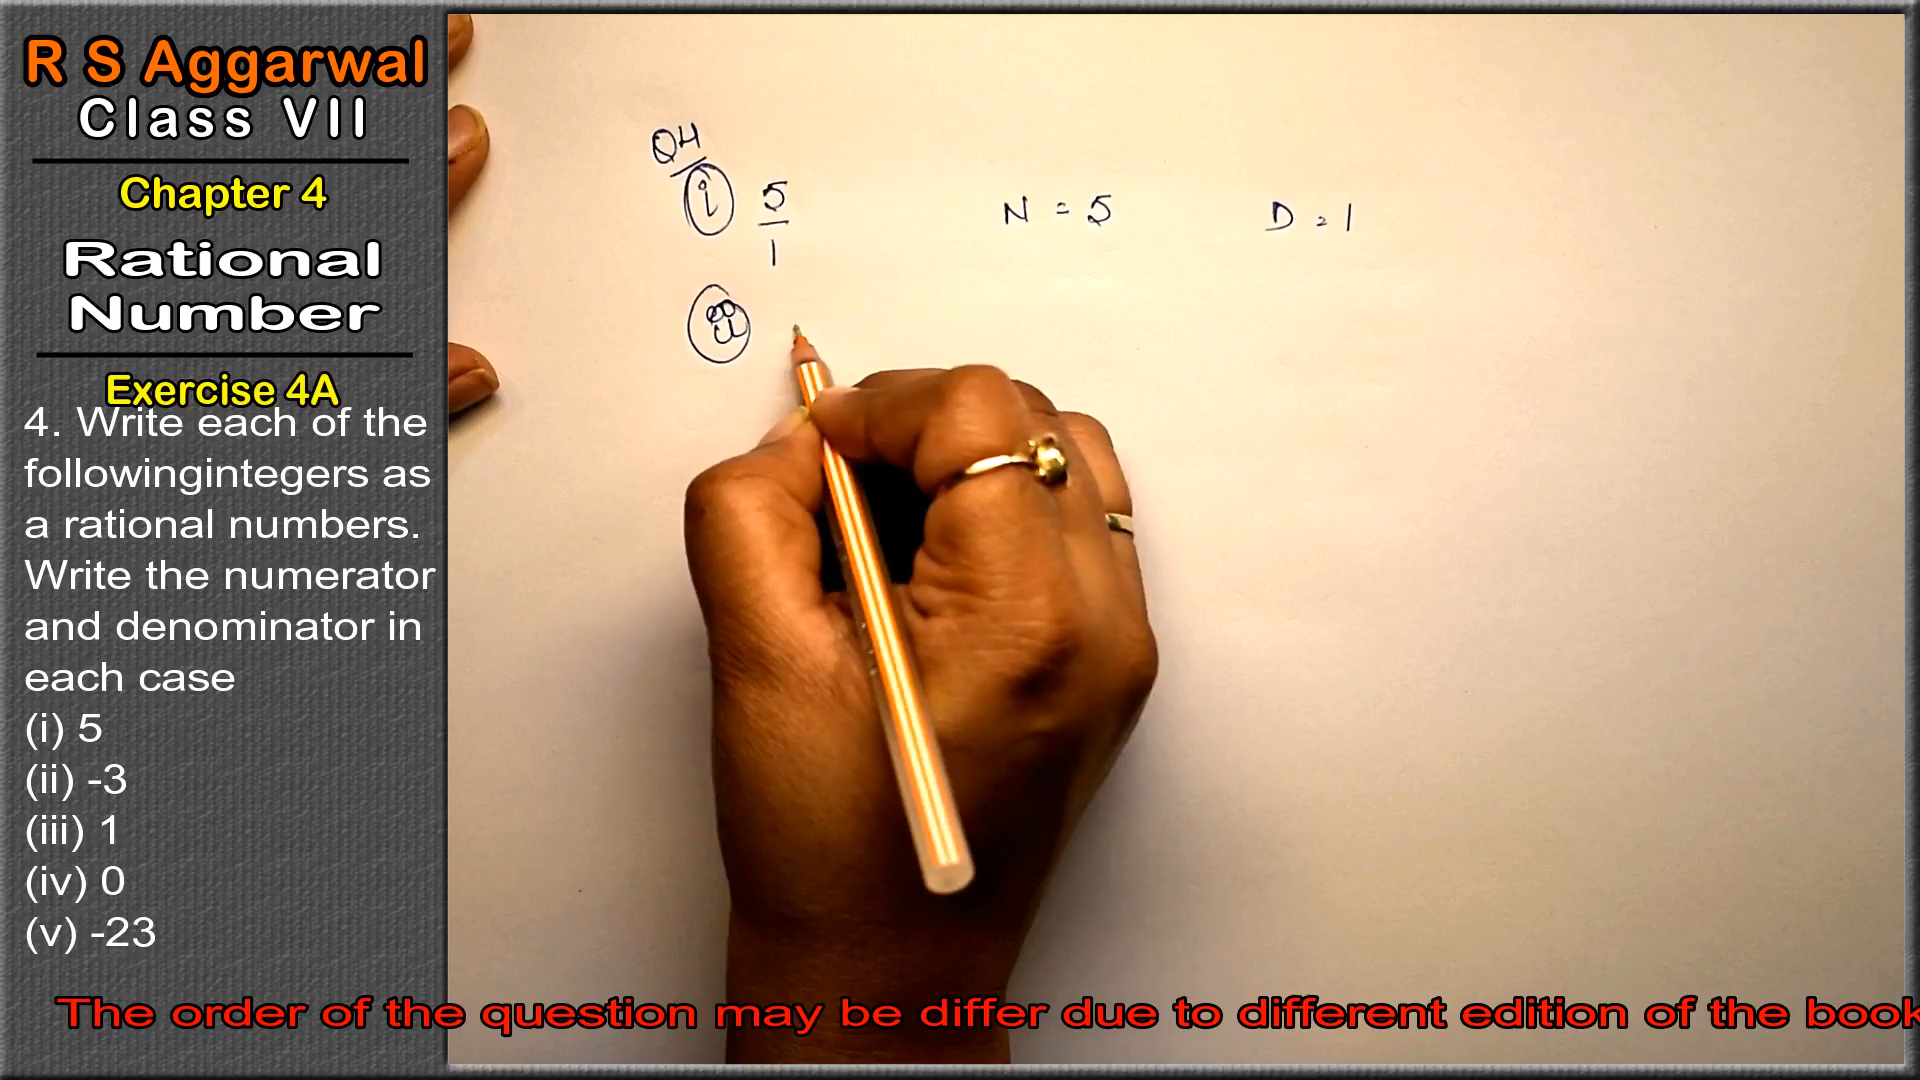 R S Aggarwal
Class VII
Chapter 4
Rational
Number
Exercise 4A
4. Write each of the
followingintegers as
a rational numbers.
Write the numerator
and denominator in
each case
(i) 5
(ii) -3
(iii) 1
(iv) 0
(v) -23
Q4
(i) 5/1 N = 5 D = 1
(ii)
The order of the question may be differ due to different edition of the book